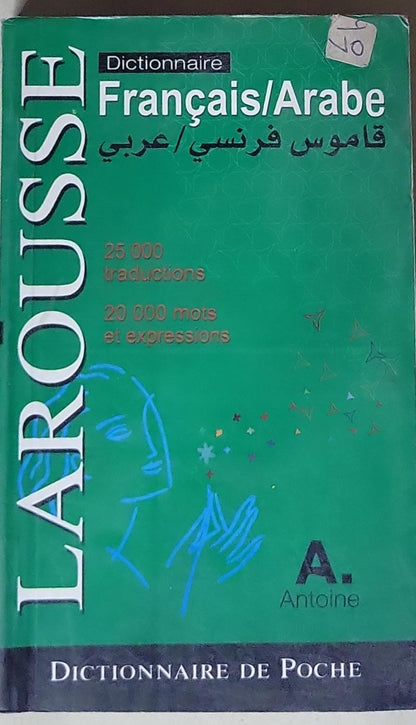 Dictionnaire
Français/Arabe
قاموس فرنسي/عربي
LAROUSSE
25 000
traductions
20 000 mots
et expressions
A.
Antoine
DICTIONNAIRE DE POCHE